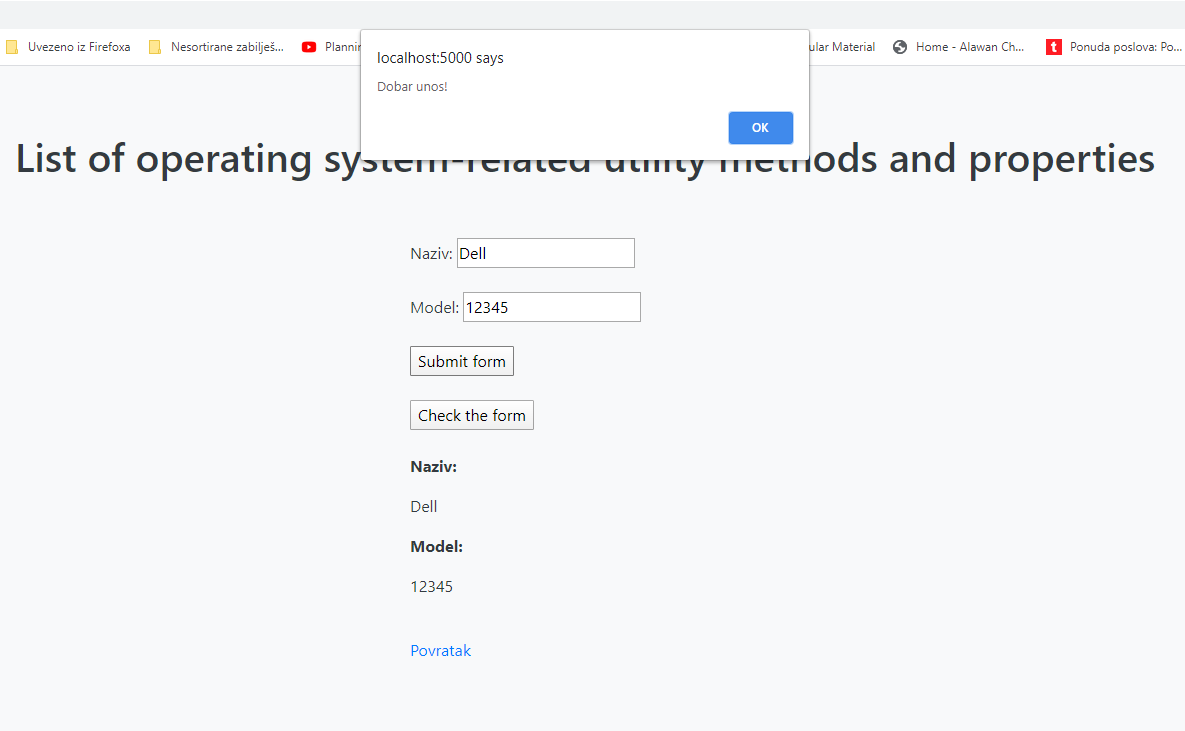 Uvezeno iz Firefoxa
Nesortirane zabilješ...
ular Material
Home - Alawan Ch...
Ponuda poslova: Po...
localhost:5000 says
Dobar unos!
OK
List of operating system-related utility methods and properties
Naziv: Dell
Model: 12345
Submit form
Check the form
Naziv:
Dell
Model:
12345
Povratak